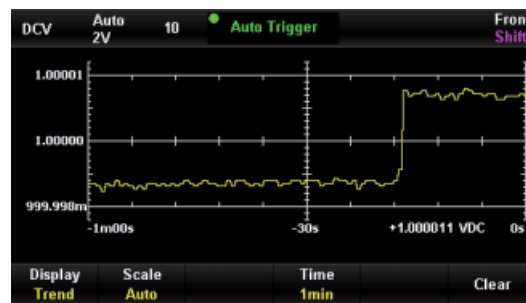 DCV Auto 10 Auto Trigger Fron
2V Shift
1.00001
1.00000
999.998m
-1m00s -30s +1.000011 VDC 0s
Display Scale Time Clear
Trend Auto 1min